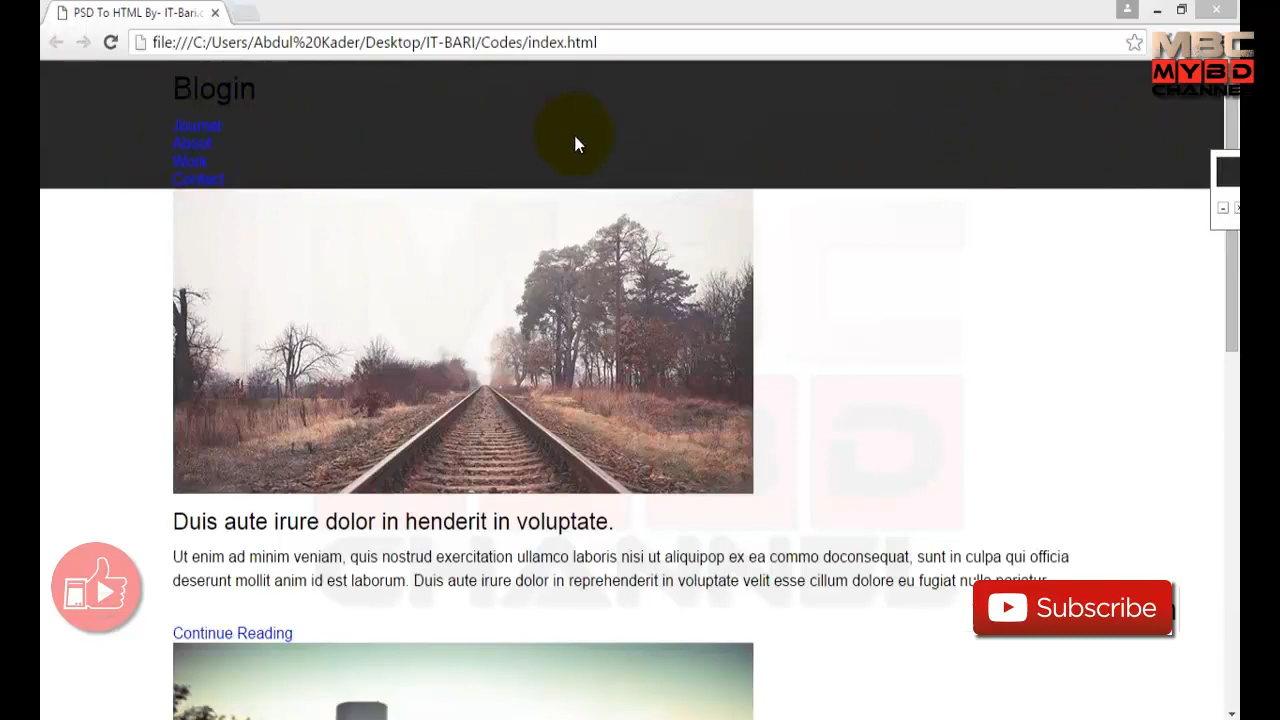 PSD To HTML By- IT-Bari.c
file:///C:/Users/Abdul%20Kader/Desktop/IT-BARI/Codes/index.html
MBC
MYBD
CHANNEL
Blogin
Journal
About
Work
Contact
Duis aute irure dolor in henderit in voluptate.
Ut enim ad minim veniam, quis nostrud exercitation ullamco laboris nisi ut aliquipop ex ea commo doconsequat, sunt in culpa qui officia
deserunt mollit anim id est laborum. Duis aute irure dolor in reprehenderit in voluptate velit esse cillum dolore eu fugiat nulla pariatur
Subscribe
Continue Reading